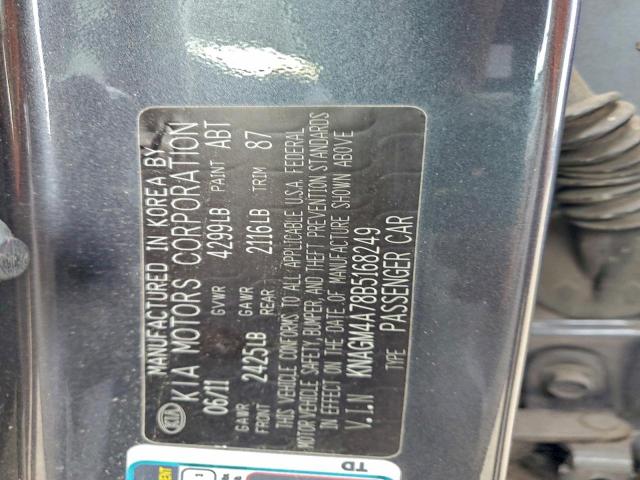 KIA
MANUFACTURED IN KOREA BY
KIA MOTORS CORPORATION
06/11 GVWR 4299LB PAINT ABT
GAWR FRONT 2425LB GAWR REAR 2116LB TRIM 87
THIS VEHICLE CONFORMS TO ALL APPLICABLE U.S.A. FEDERAL
MOTOR VEHICLE SAFETY, BUMPER, AND THEFT PREVENTION STANDARDS
IN EFFECT ON THE DATE OF MANUFACTURE SHOWN ABOVE
V.I.N KNAGM4A78B5168249
TYPE PASSENGER CAR
TD